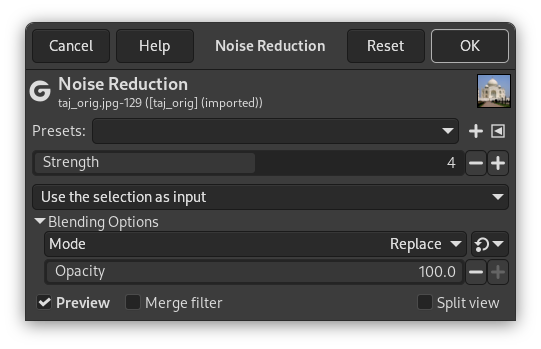 Cancel Help Noise Reduction Reset OK
Noise Reduction
taj_orig.jpg-129 ([taj_orig] (imported))
Presets:
Strength 4
Use the selection as input
Blending Options
Mode Replace
Opacity 100.0
Preview Merge filter Split view